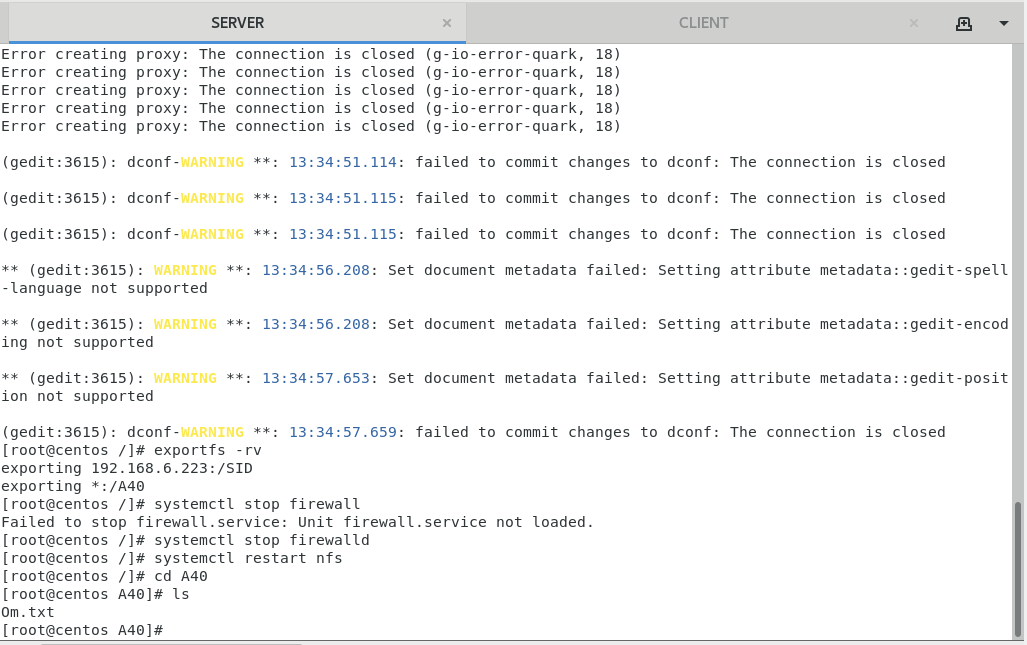 SERVER × CLIENT ×
Error creating proxy: The connection is closed (g-io-error-quark, 18)
Error creating proxy: The connection is closed (g-io-error-quark, 18)
Error creating proxy: The connection is closed (g-io-error-quark, 18)
Error creating proxy: The connection is closed (g-io-error-quark, 18)
Error creating proxy: The connection is closed (g-io-error-quark, 18)
(gedit:3615): dconf-WARNING **: 13:34:51.114: failed to commit changes to dconf: The connection is closed
(gedit:3615): dconf-WARNING **: 13:34:51.115: failed to commit changes to dconf: The connection is closed
(gedit:3615): dconf-WARNING **: 13:34:51.115: failed to commit changes to dconf: The connection is closed
** (gedit:3615): WARNING **: 13:34:56.208: Set document metadata failed: Setting attribute metadata::gedit-spell
-language not supported
** (gedit:3615): WARNING **: 13:34:56.208: Set document metadata failed: Setting attribute metadata::gedit-encod
ing not supported
** (gedit:3615): WARNING **: 13:34:57.653: Set document metadata failed: Setting attribute metadata::gedit-posit
ion not supported
(gedit:3615): dconf-WARNING **: 13:34:57.659: failed to commit changes to dconf: The connection is closed
[root@centos /]# exportfs -rv
exporting 192.168.6.223:/SID
exporting *:/A40
[root@centos /]# systemctl stop firewall
Failed to stop firewall.service: Unit firewall.service not loaded.
[root@centos /]# systemctl stop firewalld
[root@centos /]# systemctl restart nfs
[root@centos /]# cd A40
[root@centos A40]# ls
Om.txt
[root@centos A40]#